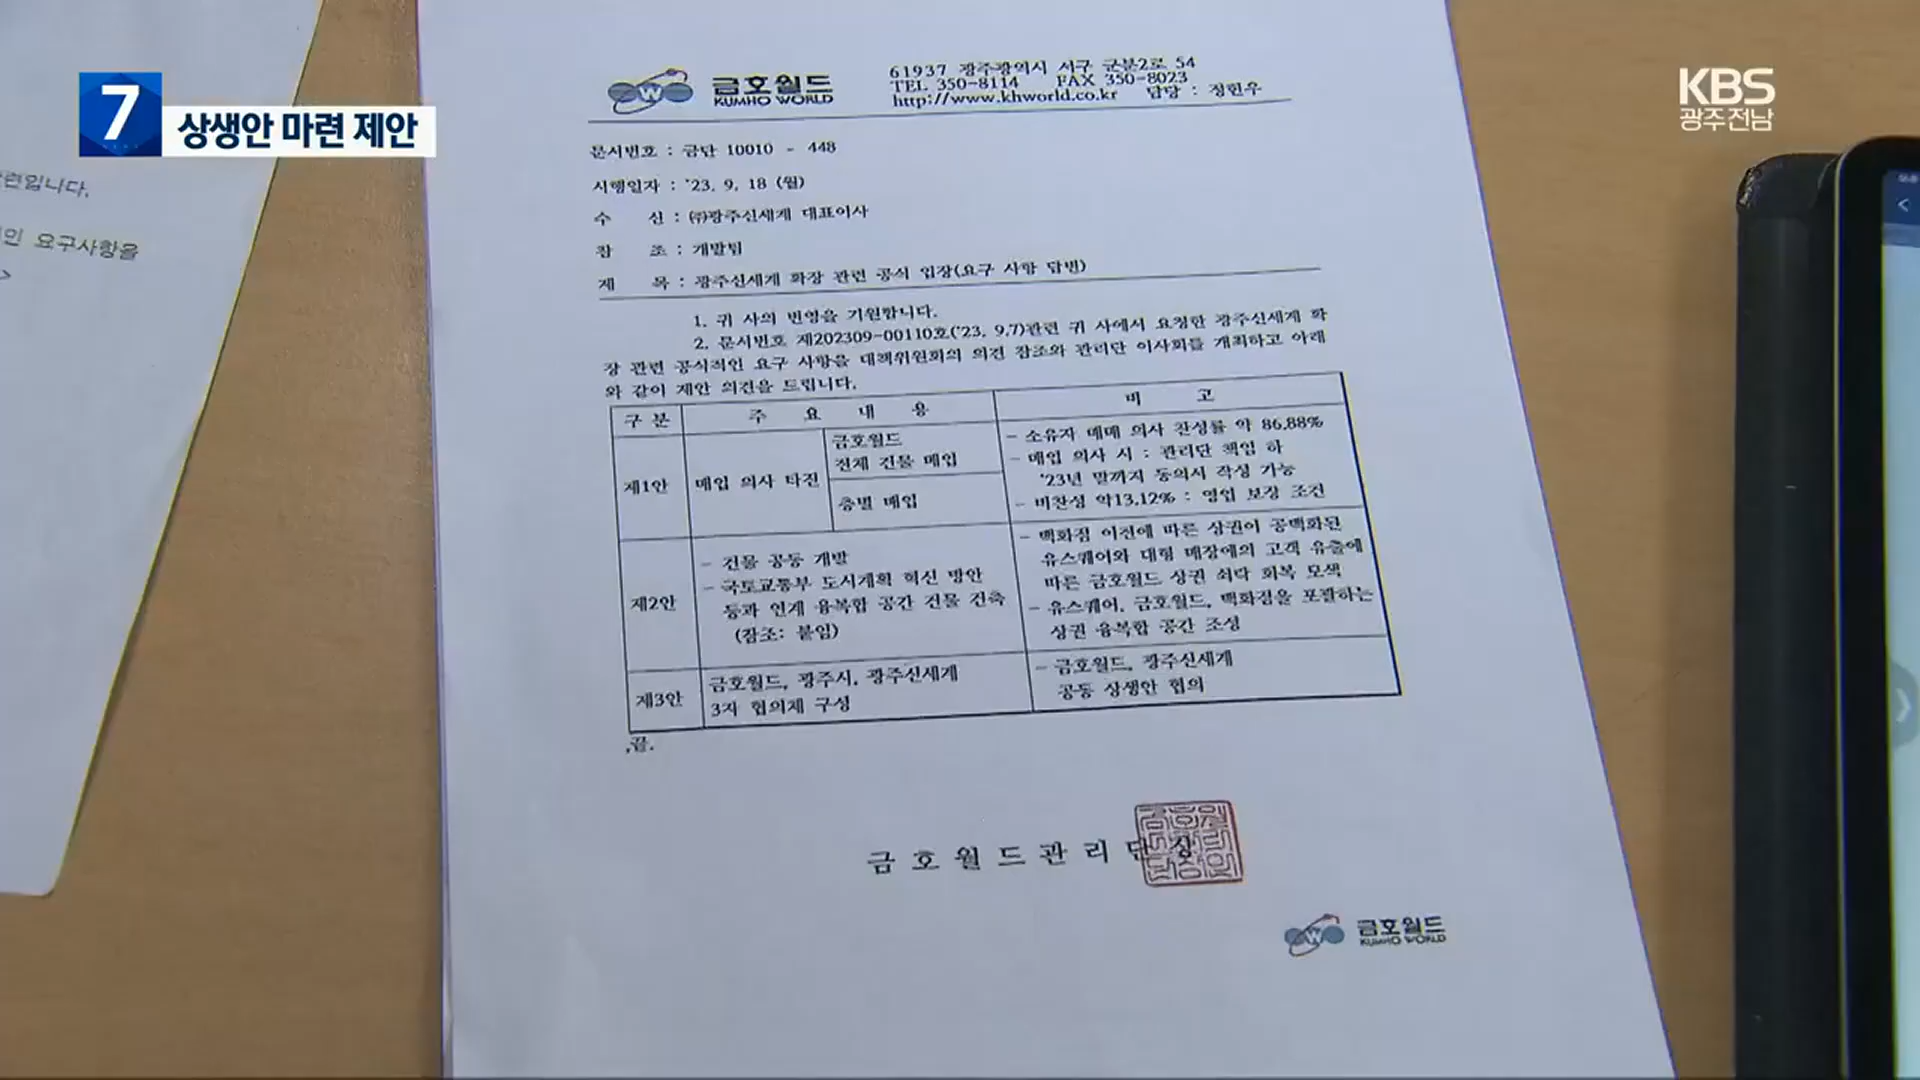 7 상생안 마련 제안
KBS
광주전남
련입니다.
인 요구사항을
금호월드
KUMHO WORLD
61937 광주광역시 서구 군분2로 54
TEL 350-8114 FAX 350-8023
http://www.khworld.co.kr 담당 : 정현우
문서번호 : 금단 10010 - 448
시행일자 : '23. 9. 18 (월)
수 신 : ㈜광주신세계 대표이사
참 조 : 개발팀
제 목 : 광주신세계 확장 관련 공식 입장(요구 사항 답변)
1. 귀 사의 번영을 기원합니다.
2. 문서번호 제202309-00110호('23. 9.7)관련 귀 사에서 요청한 광주신세계 확
장 관련 공식적인 요구 사항을 대책위원회의 의견 참조와 관리단 이사회를 개최하고 아래
와 같이 제안 의견을 드립니다.
구 분 주 요 내 용 비 고
제1안 매입 의사 타진
금호월드
전체 건물 매입
층별 매입
- 소유자 매매 의사 찬성률 약 86.88%
- 매입 의사 시 : 관리단 책임 하
'23년 말까지 동의서 작성 가능
- 비찬성 약13.12% : 영업 보장 조건
제2안
- 건물 공동 개발
- 국토교통부 도시계획 혁신 방안
등과 연계 융복합 공간 건물 건축
(참조: 붙임)
- 백화점 이전에 따른 상권이 공백화된
유스퀘어와 대형 매장에의 고객 유출에
따른 금호월드 상권 쇠락 회복 모색
- 유스퀘어, 금호월드, 백화점을 포괄하는
상권 융복합 공간 조성
제3안
금호월드, 광주시, 광주신세계
3자 협의체 구성
- 금호월드, 광주신세계
공동 상생안 협의
.끝.
금 호 월 드 관 리 단 장
금호월드
KUMHO WORLD